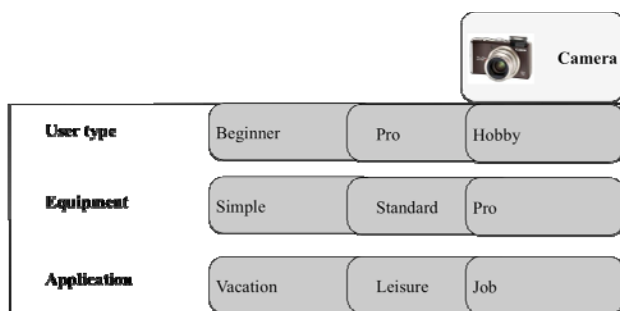 Camera
User type Beginner Pro Hobby
Equipment Simple Standard Pro
Application Vacation Leisure Job